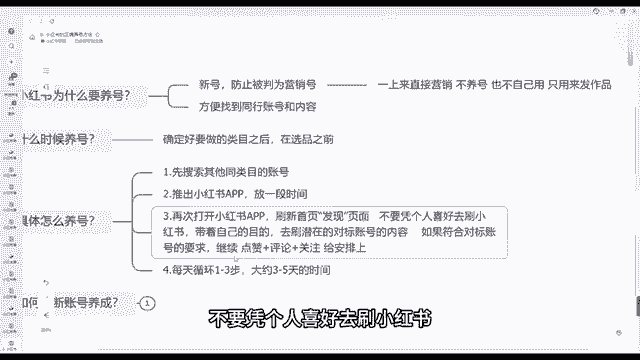 小红书的正确养号方法
小红书为什么要养号?
新号,防止被判为营销号
一上来直接营销 不养号 也不自己用 只用来发作品
方便找到同行账号和内容
什么时候养号?
确定好要做的类目之后,在选品之前
具体怎么养号?
1.先搜索其他同类目的账号
2.推出小红书APP,放一段时间
3.再次打开小红书APP,刷新首页“发现”页面 不要凭个人喜好去刷小
红书,带着自己的目的,去刷潜在的对标账号的内容 如果符合对标账
号的要求,继续 点赞+评论+关注 给安排上
4.每天循环1-3步,大约3-5天的时间
如何 新账号养成?
1
不要凭个人喜好去刷小红书